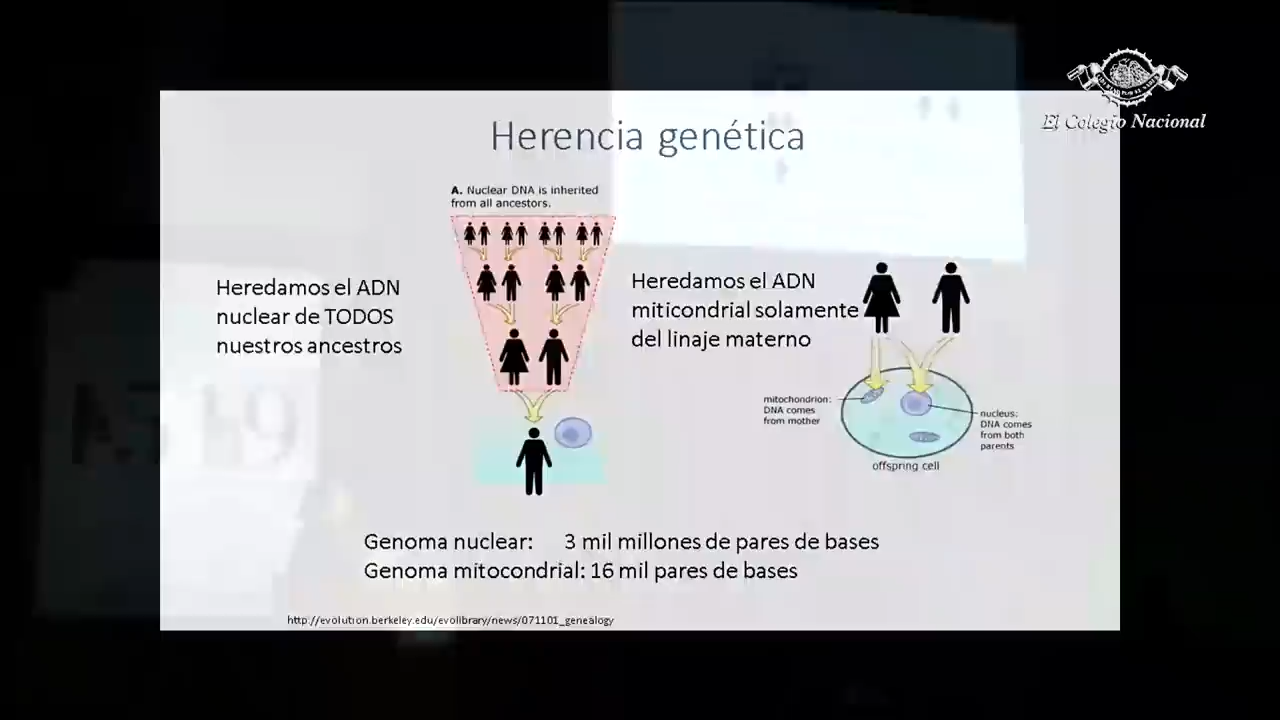 El Colegio Nacional
Herencia genética
A. Nuclear DNA is inherited
from all ancestors.
Heredamos el ADN
nuclear de TODOS
nuestros ancestros
Heredamos el ADN
miticondrial solamente
del linaje materno
mitochondrion:
DNA comes
from mother
nucleus:
DNA comes
from both
parents
offspring cell
Genoma nuclear: 3 mil millones de pares de bases
Genoma mitocondrial: 16 mil pares de bases
http://evolution.berkeley.edu/evolibrary/news/071101_genealogy